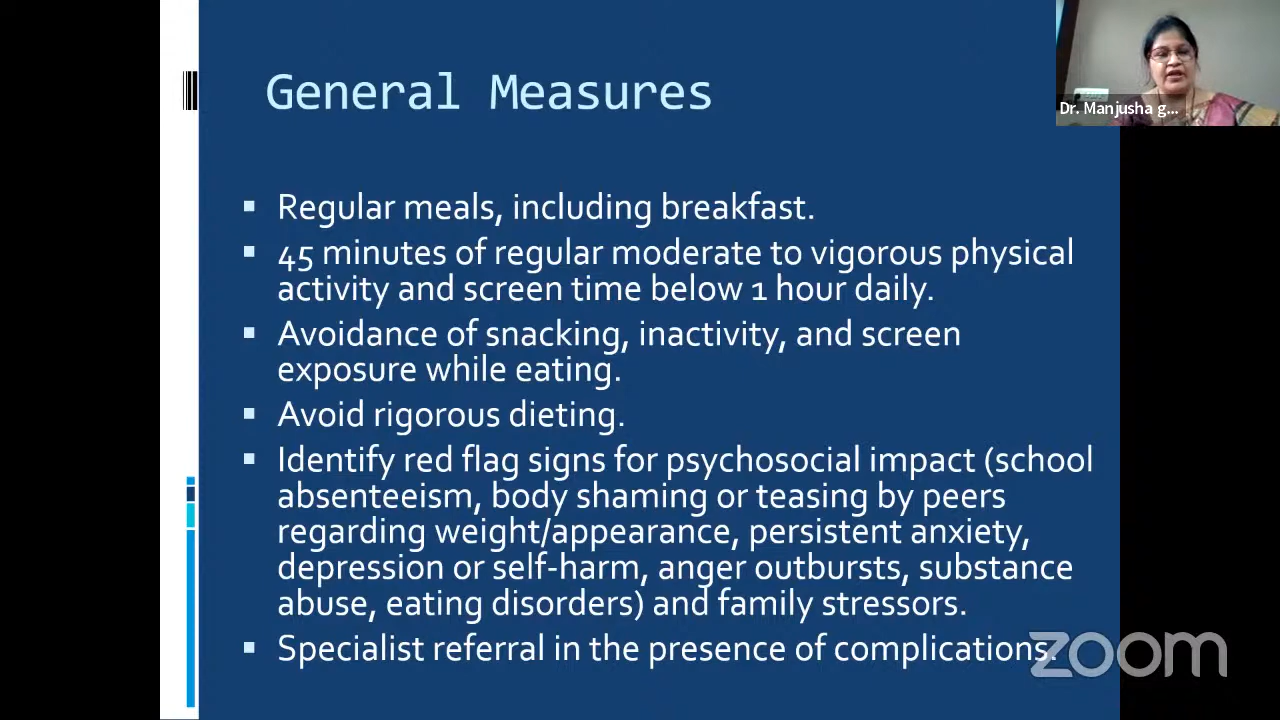 General Measures
Dr. Manjusha g...
Regular meals, including breakfast.
45 minutes of regular moderate to vigorous physical
activity and screen time below 1 hour daily.
Avoidance of snacking, inactivity, and screen
exposure while eating.
Avoid rigorous dieting.
Identify red flag signs for psychosocial impact (school
absenteeism, body shaming or teasing by peers
regarding weight/appearance, persistent anxiety,
depression or self-harm, anger outbursts, substance
abuse, eating disorders) and family stressors.
Specialist referral in the presence of complications.
zoom